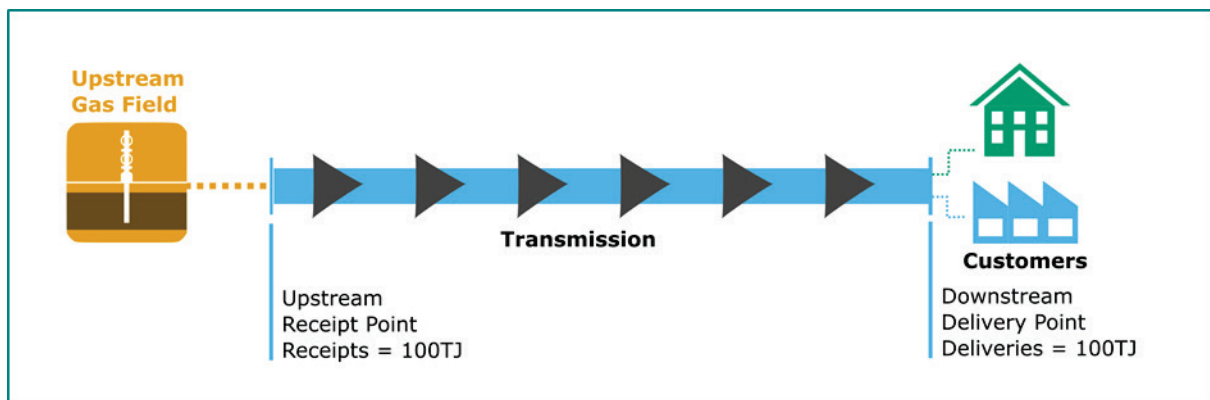 Upstream
Gas Field
Transmission
Customers
Upstream
Receipt Point
Receipts = 100TJ
Downstream
Delivery Point
Deliveries = 100TJ